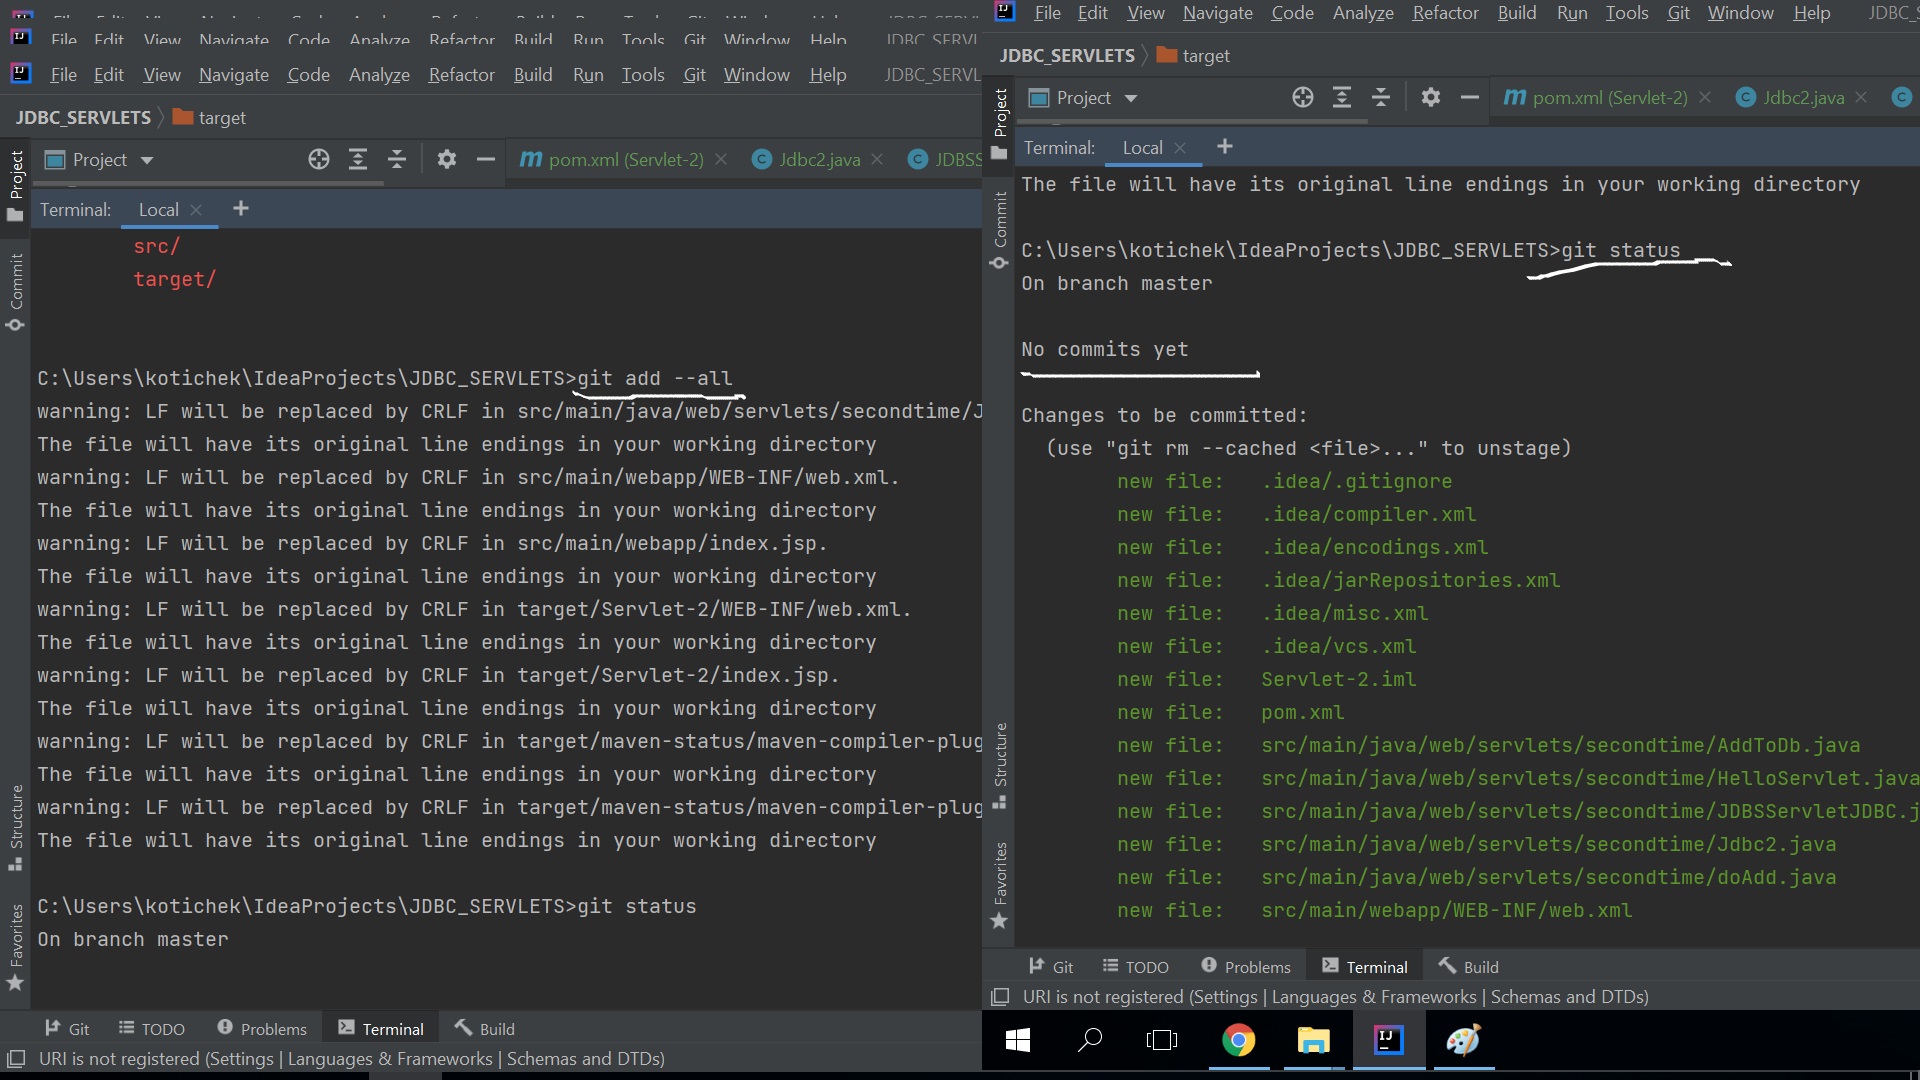 File Edit View Navigate Code Analyze Refactor Build Run Tools Git Window Help
File Edit View Navigate Code Analyze Refactor Build Run Tools Git Window Help JDBC_SERVL
JDBC_SERVLETS target
Project pom.xml (Servlet-2) Jdbc2.java JDBSS
Terminal: Local +
src/
target/
C:\Users\kotichek\IdeaProjects\JDBC_SERVLETS>git add --all
warning: LF will be replaced by CRLF in src/main/java/web/servlets/secondtime/J
The file will have its original line endings in your working directory
warning: LF will be replaced by CRLF in src/main/webapp/WEB-INF/web.xml.
The file will have its original line endings in your working directory
warning: LF will be replaced by CRLF in src/main/webapp/index.jsp.
The file will have its original line endings in your working directory
warning: LF will be replaced by CRLF in target/Servlet-2/WEB-INF/web.xml.
The file will have its original line endings in your working directory
warning: LF will be replaced by CRLF in target/Servlet-2/index.jsp.
The file will have its original line endings in your working directory
warning: LF will be replaced by CRLF in target/maven-status/maven-compiler-plug
The file will have its original line endings in your working directory
warning: LF will be replaced by CRLF in target/maven-status/maven-compiler-plug
The file will have its original line endings in your working directory
C:\Users\kotichek\IdeaProjects\JDBC_SERVLETS>git status
On branch master
Project
Commit
Structure
Favorites
Git TODO Problems Terminal Build
URI is not registered (Settings | Languages & Frameworks | Schemas and DTDs)
File Edit View Navigate Code Analyze Refactor Build Run Tools Git Window Help JDBC_S
JDBC_SERVLETS target
Project pom.xml (Servlet-2) Jdbc2.java
Terminal: Local +
The file will have its original line endings in your working directory
C:\Users\kotichek\IdeaProjects\JDBC_SERVLETS>git status
On branch master
No commits yet
Changes to be committed:
(use "git rm --cached <file>..." to unstage)
new file: .idea/.gitignore
new file: .idea/compiler.xml
new file: .idea/encodings.xml
new file: .idea/jarRepositories.xml
new file: .idea/misc.xml
new file: .idea/vcs.xml
new file: Servlet-2.iml
new file: pom.xml
new file: src/main/java/web/servlets/secondtime/AddToDb.java
new file: src/main/java/web/servlets/secondtime/HelloServlet.java
new file: src/main/java/web/servlets/secondtime/JDBSServletJDBC.j
new file: src/main/java/web/servlets/secondtime/Jdbc2.java
new file: src/main/java/web/servlets/secondtime/doAdd.java
new file: src/main/webapp/WEB-INF/web.xml
Project
Commit
Structure
Favorites
Git TODO Problems Terminal Build
URI is not registered (Settings | Languages & Frameworks | Schemas and DTDs)